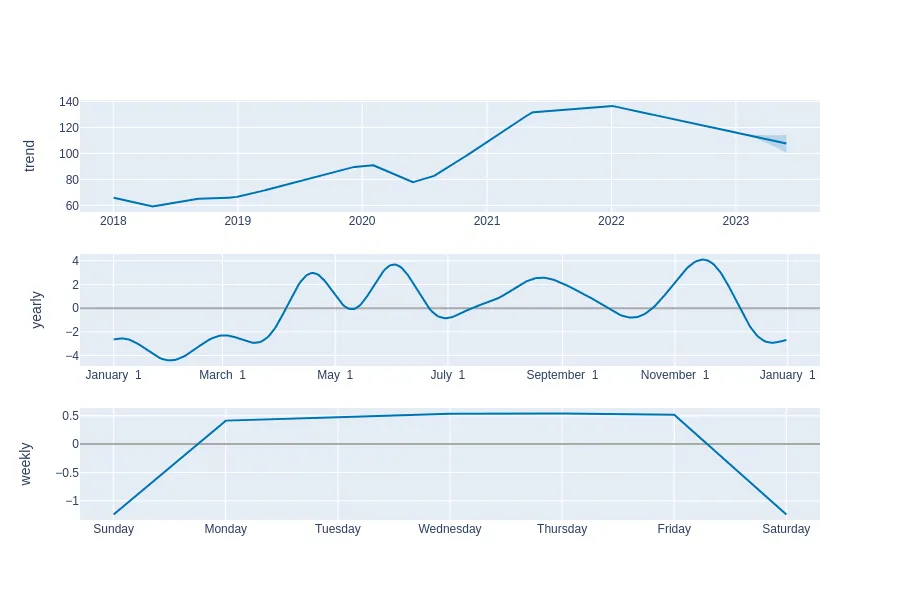 140
120
100
80
60
trend
2018 2019 2020 2021 2022 2023
4
2
0
−2
−4
yearly
January 1 March 1 May 1 July 1 September 1 November 1 January 1
0.5
0
−0.5
−1
weekly
Sunday Monday Tuesday Wednesday Thursday Friday Saturday